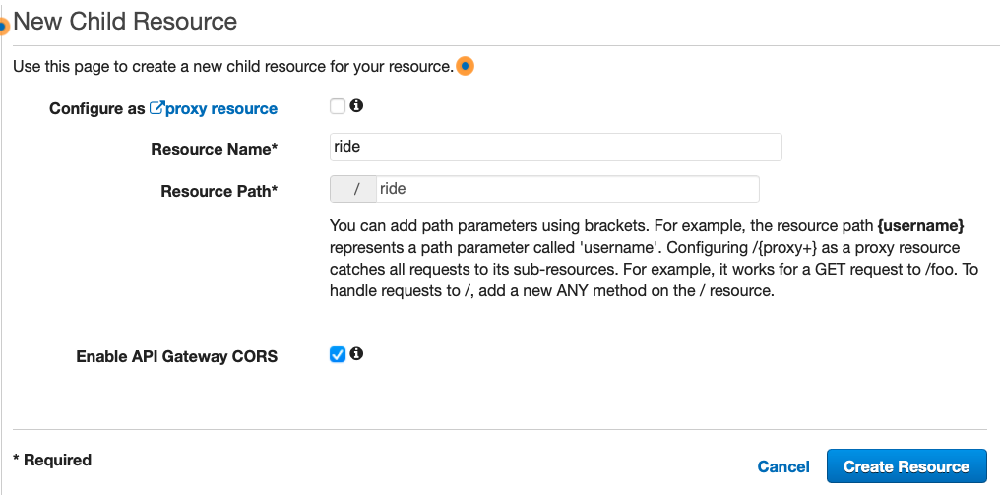 New Child Resource
Use this page to create a new child resource for your resource.
Configure as proxy resource
Resource Name* ride
Resource Path* / ride
You can add path parameters using brackets. For example, the resource path {username}
represents a path parameter called 'username'. Configuring /{proxy+} as a proxy resource
catches all requests to its sub-resources. For example, it works for a GET request to /foo. To
handle requests to /, add a new ANY method on the / resource.
Enable API Gateway CORS
* Required
Cancel Create Resource